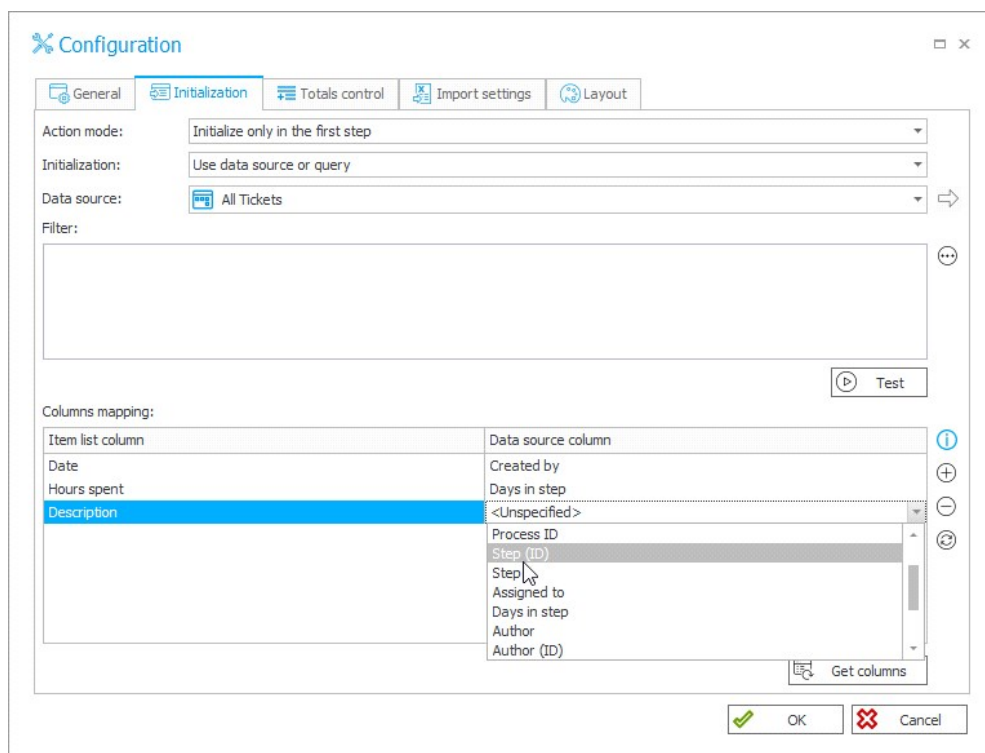 Configuration
General Initialization Totals control Import settings Layout
Action mode: Initialize only in the first step
Initialization: Use data source or query
Data source: All Tickets
Filter:
Test
Columns mapping:
Item list column Data source column
Date Created by
Hours spent Days in step
Description <Unspecified>
Process ID
Step (ID)
Step
Assigned to
Days in step
Author
Author (ID)
Get columns
OK Cancel